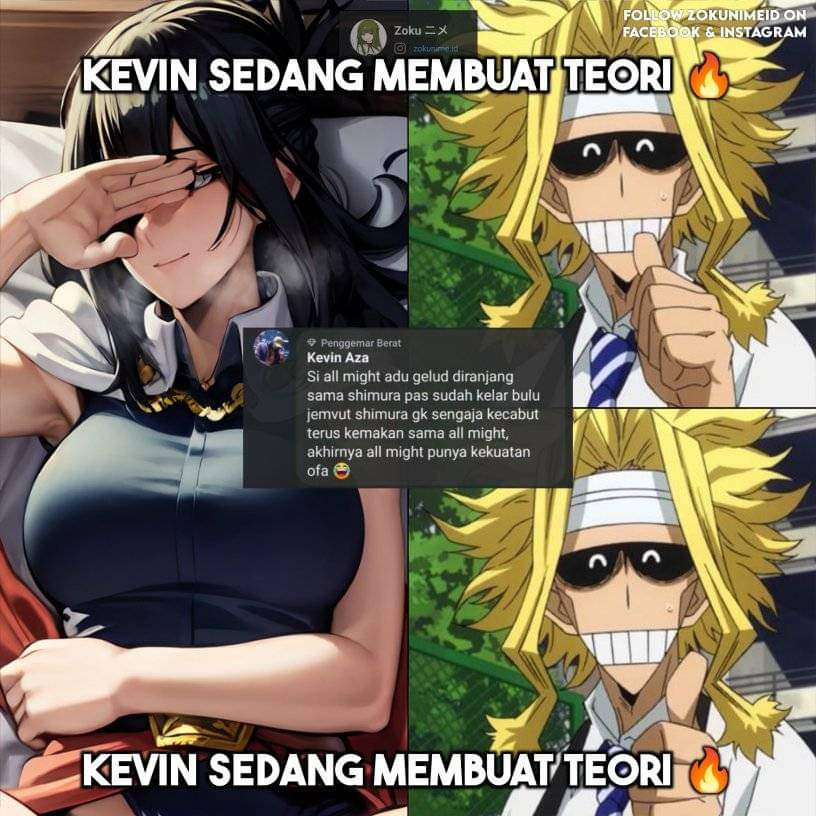 FOLLOW ZOKUNIMEID ON
FACEBOOK & INSTAGRAM
Zoku ニメ
zokunime.id
KEVIN SEDANG MEMBUAT TEORI 🔥
Penggemar Berat
Kevin Aza
Si all might adu gelud diranjang
sama shimura pas sudah kelar bulu
jemvut shimura gk sengaja kecabut
terus kemakan sama all might,
akhirnya all might punya kekuatan
ofa 😂
KEVIN SEDANG MEMBUAT TEORI 🔥